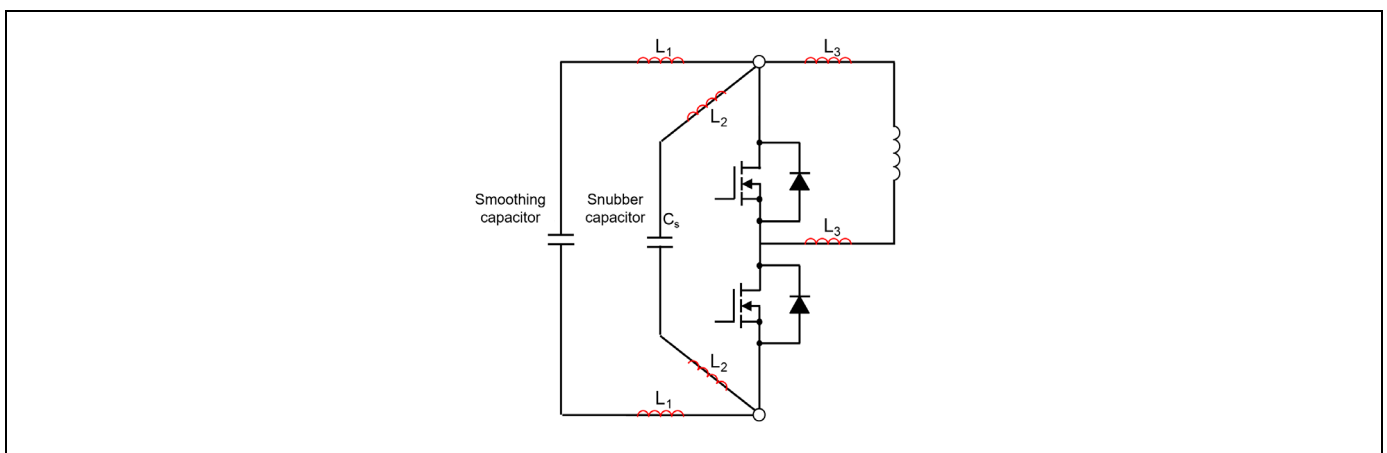 L1
L3
L2
Smoothing
capacitor
Snubber
capacitor
Cs
L3
L2
L1